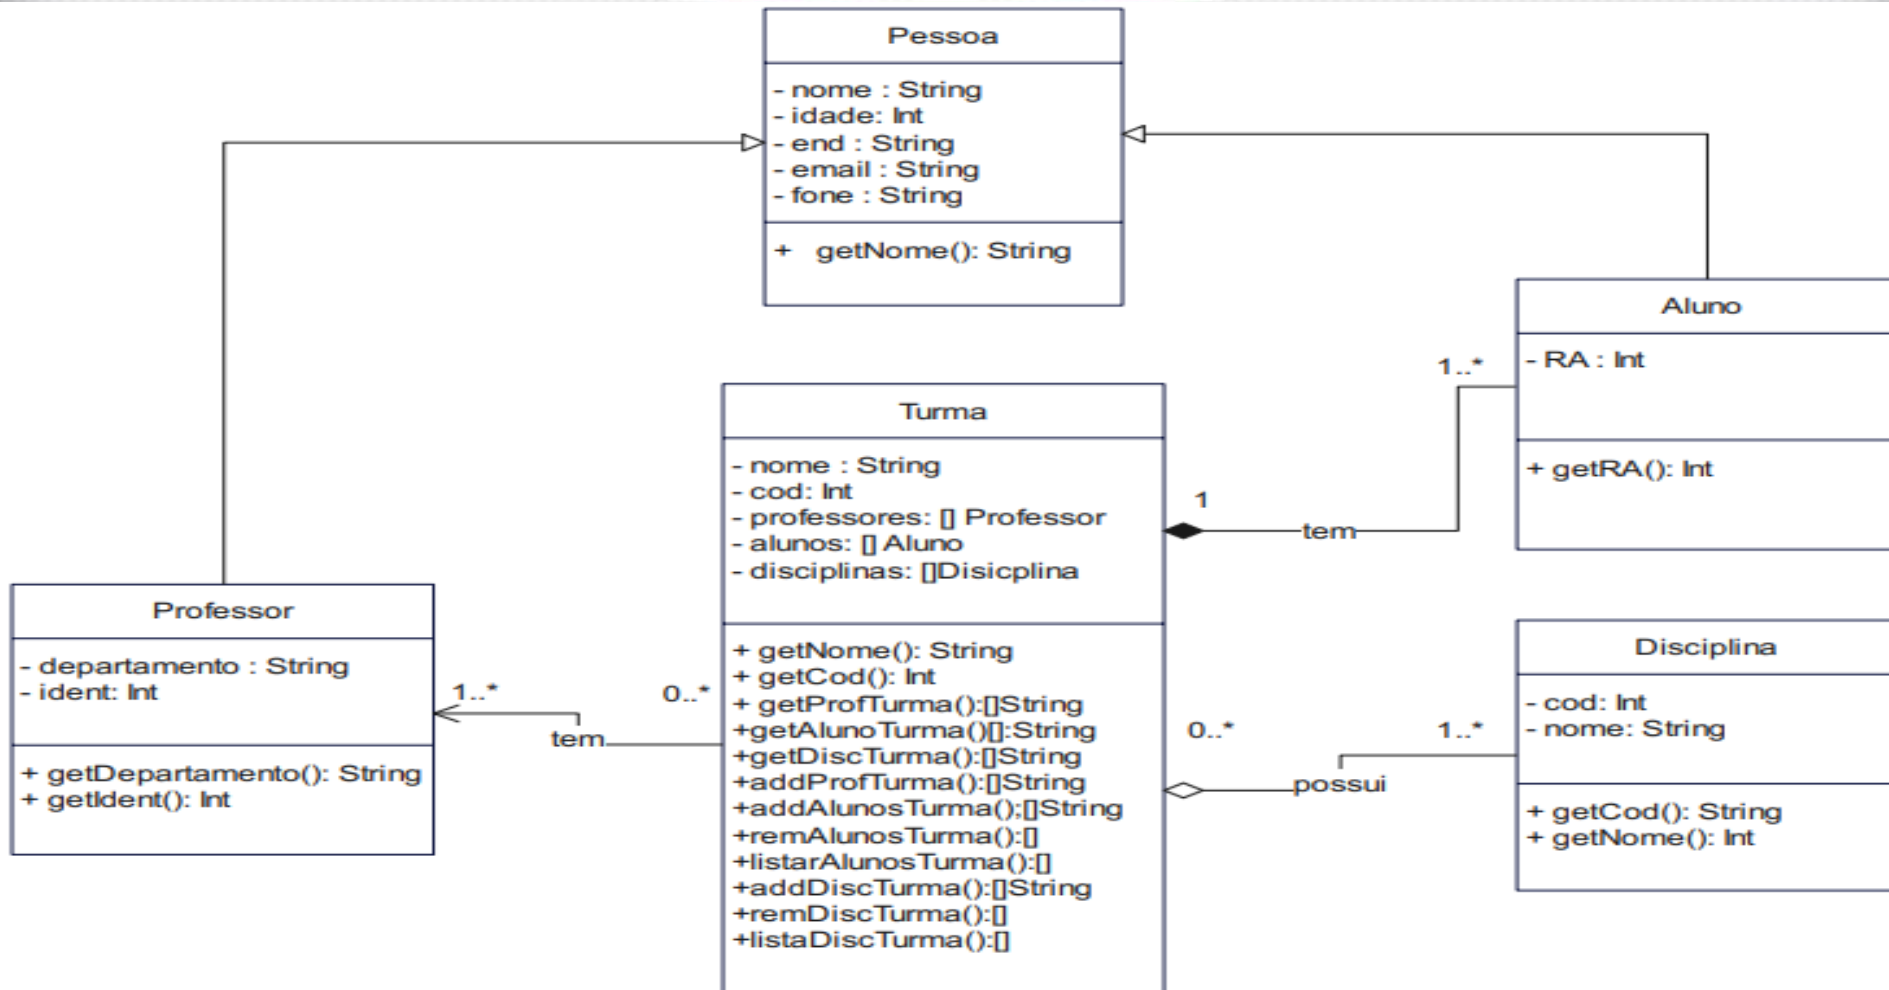 Pessoa
- nome : String
- idade: Int
- end : String
- email : String
- fone : String
+ getNome(): String
Aluno
- RA : Int
+ getRA(): Int
1..*
Turma
- nome : String
- cod: Int
- professores: [] Professor
- alunos: [] Aluno
- disciplinas: []Disicplina
+ getNome(): String
+ getCod(): Int
+ getProfTurma():[]String
+getAlunoTurma()[]:String
+getDiscTurma():[]String
+addProfTurma():[]String
+addAlunosTurma();[]String
+remAlunosTurma():[]
+listarAlunosTurma():[]
+addDiscTurma():[]String
+remDiscTurma():[]
+listaDiscTurma():[]
1
tem
Professor
- departamento : String
- ident: Int
+ getDepartamento(): String
+ getIdent(): Int
1..*
0..*
tem
Disciplina
- cod: Int
- nome: String
+ getCod(): String
+ getNome(): Int
0..*
1..*
possui